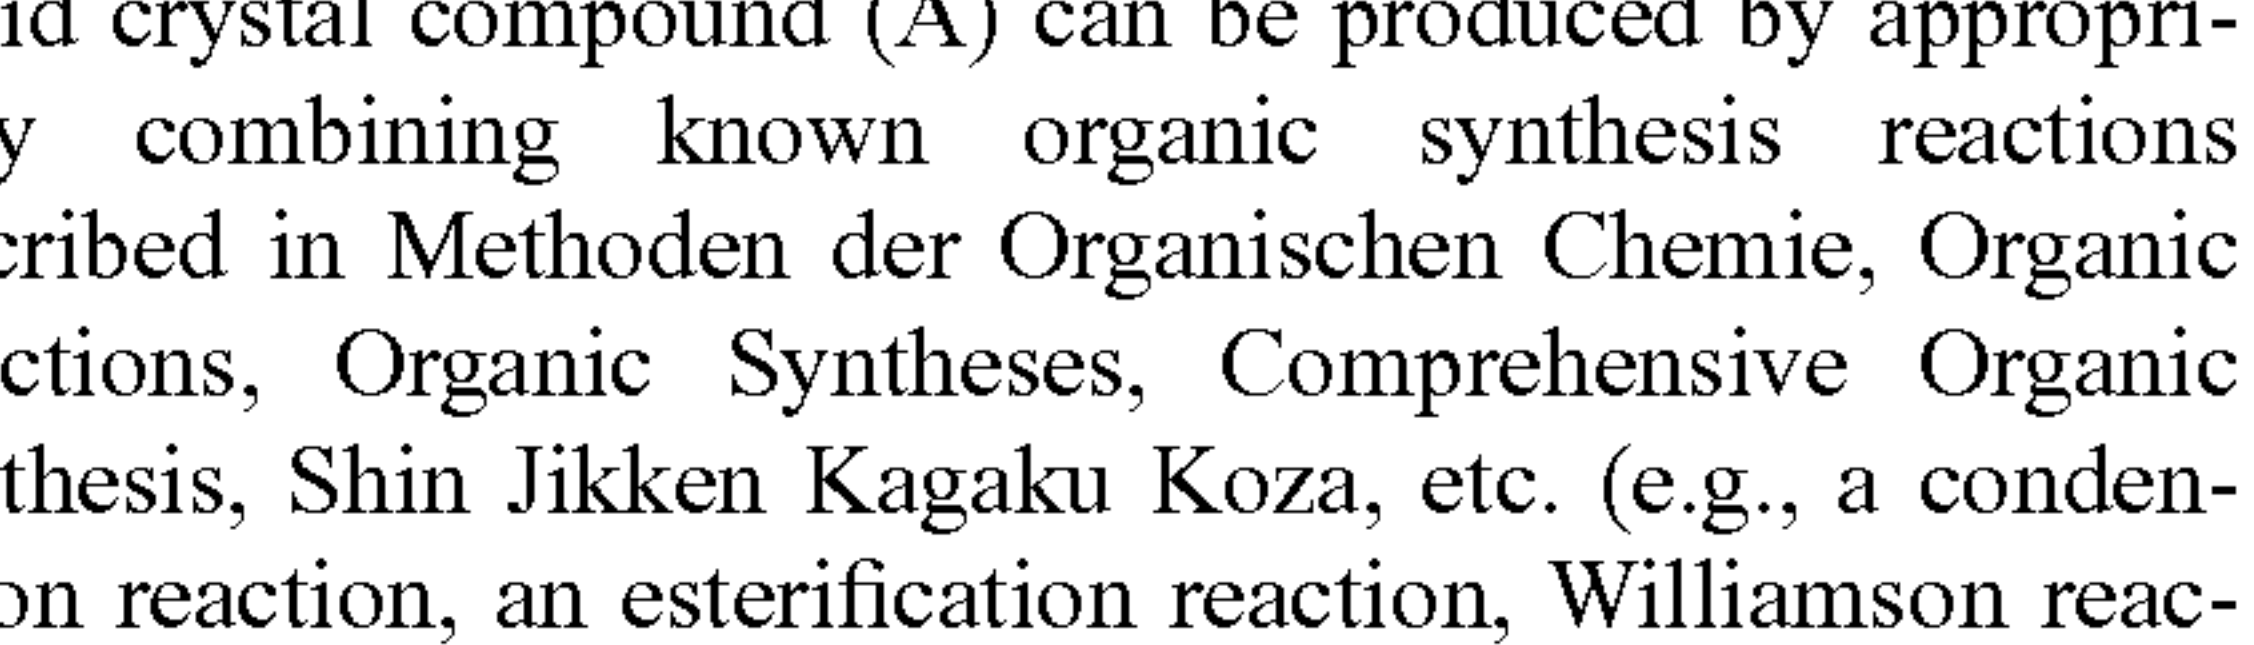 id crystal compound (A) can be produced by appropri-
y combining known organic synthesis reactions
cribed in Methoden der Organischen Chemie, Organic
ctions, Organic Syntheses, Comprehensive Organic
thesis, Shin Jikken Kagaku Koza, etc. (e.g., a conden-
on reaction, an esterification reaction, Williamson reac-